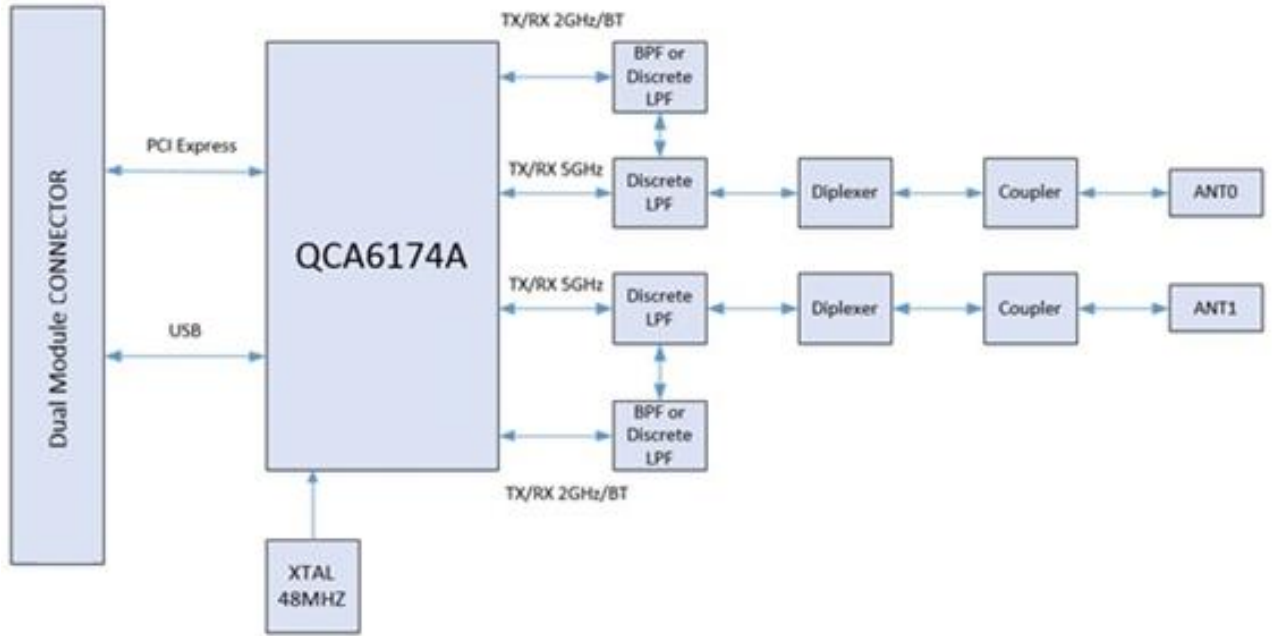 TX/RX 2GHz/BT
BPF or
Discrete
LPF
PCI Express
TX/RX 5GHz
Discrete
LPF
Diplexer
Coupler
ANT0
Dual Module CONNECTOR
QCA6174A
TX/RX 5GHz
Discrete
LPF
Diplexer
Coupler
ANT1
USB
BPF or
Discrete
LPF
TX/RX 2GHz/BT
XTAL
48MHZ